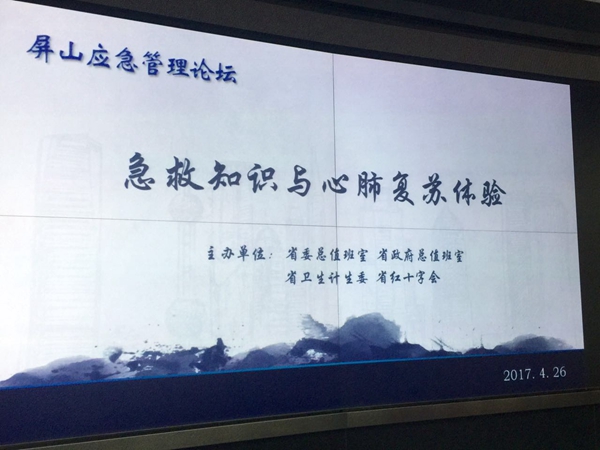 屏山应急管理论坛
急救知识与心肺复苏体验
主办单位：省委总值班室 省政府总值班室
省卫生计生委 省红十字会
2017.4.26